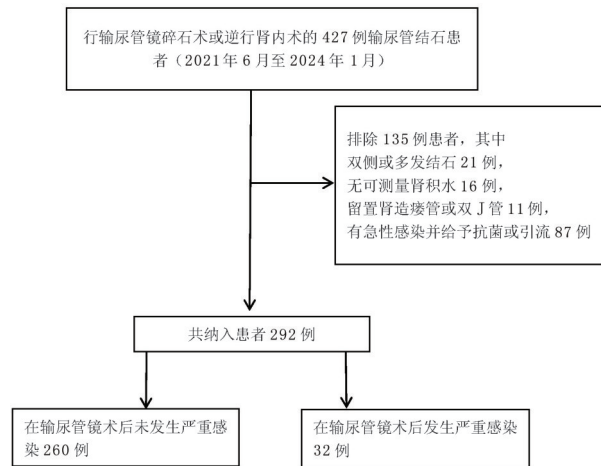 行输尿管镜碎石术或逆行肾内术的 427 例输尿管结石患
者（2021 年 6 月至 2024 年 1 月）
排除 135 例患者，其中
双侧或多发结石 21 例，
无可测量肾积水 16 例，
留置肾造瘘管或双 J 管 11 例，
有急性感染并给予抗菌或引流 87 例
共纳入患者 292 例
在输尿管镜术后未发生严重感
染 260 例
在输尿管镜术后发生严重感染
32 例